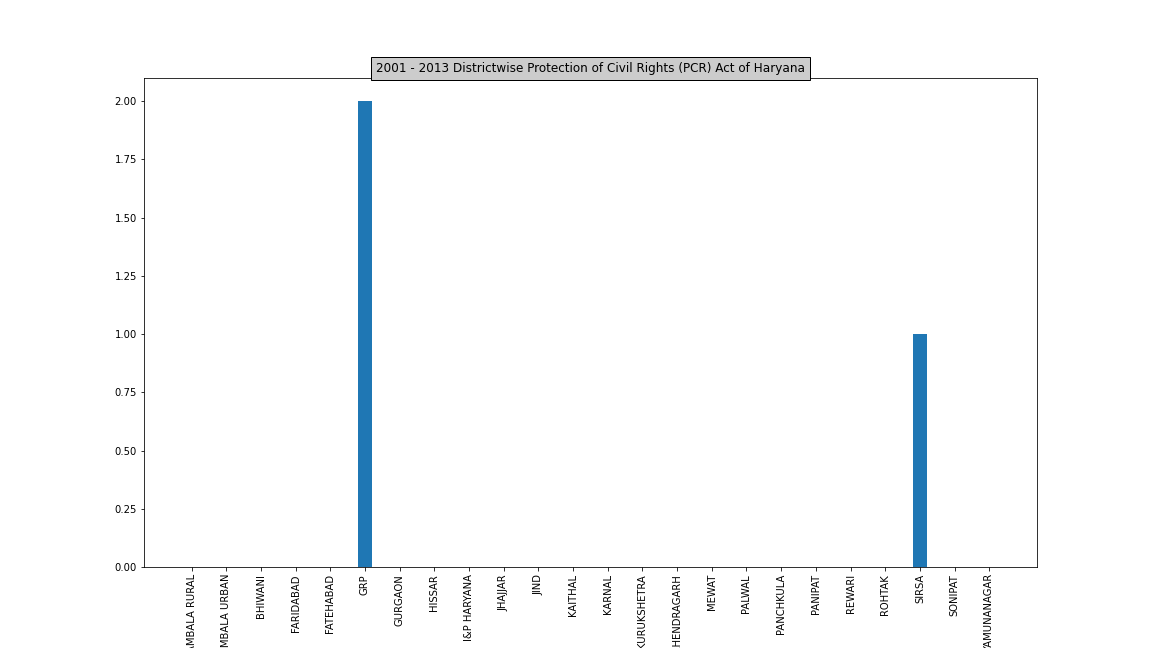 2001 - 2013 Districtwise Protection of Civil Rights (PCR) Act of Haryana
2.00
1.75
1.50
1.25
1.00
0.75
0.50
0.25
0.00
MBALA RURAL
MBALA URBAN
BHIWANI
FARIDABAD
FATEHABAD
GRP
GURGAON
HISSAR
I&P HARYANA
JHAJJAR
JIND
KAITHAL
KARNAL
KURUKSHETRA
HENDRAGARH
MEWAT
PALWAL
PANCHKULA
PANIPAT
REWARI
ROHTAK
SIRSA
SONIPAT
AMUNANAGAR